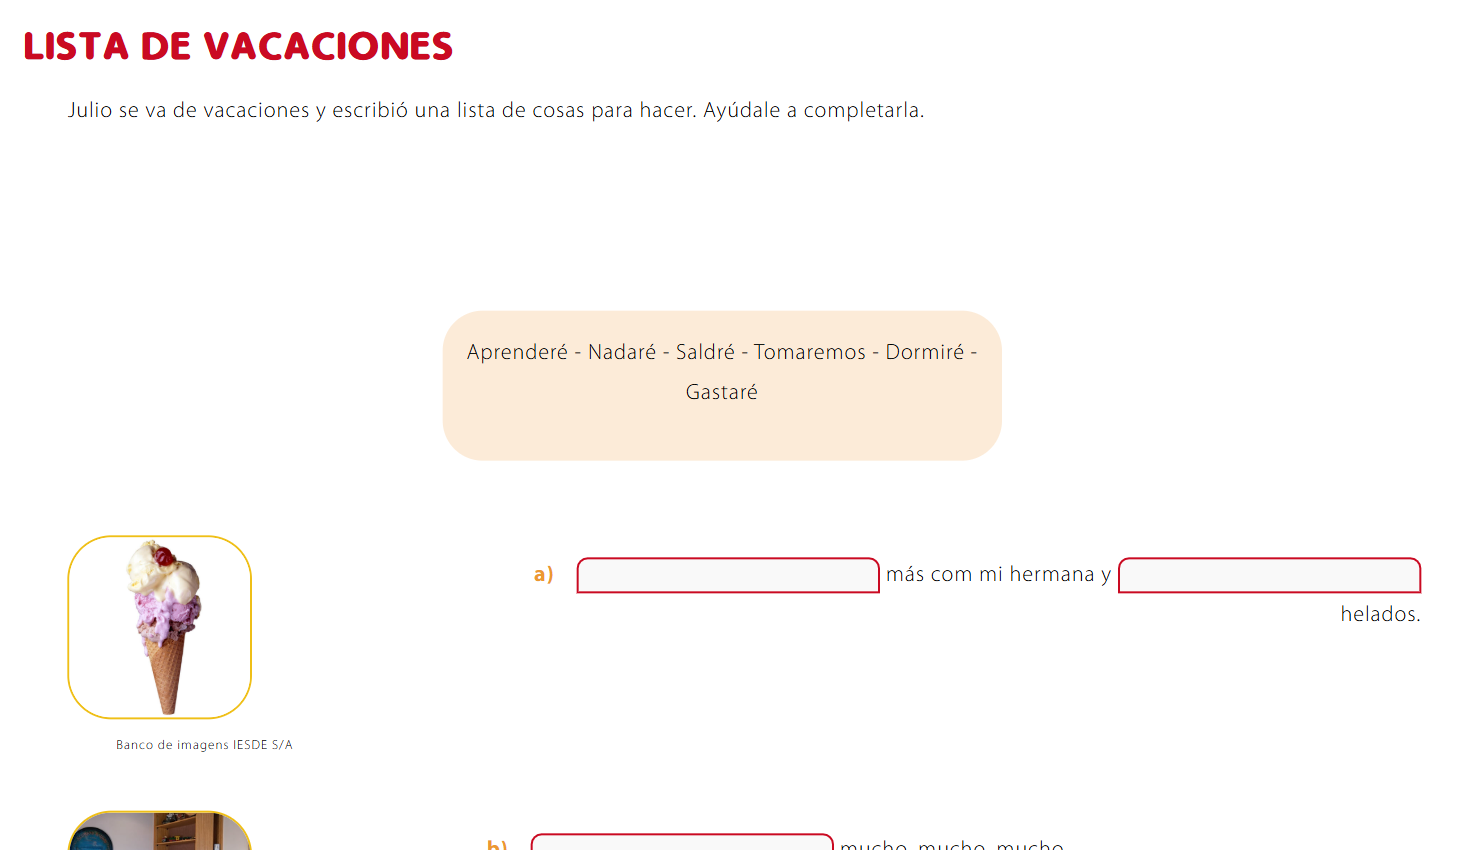 LISTA DE VACACIONES
Julio se va de vacaciones y escribió una lista de cosas para hacer. Ayúdale a completarla.
Aprenderé - Nadaré - Saldré - Tomaremos - Dormiré -
Gastaré
a) más com mi hermana y
helados.
Banco de imagens IESDE S/A
b) mucho, mucho, mucho